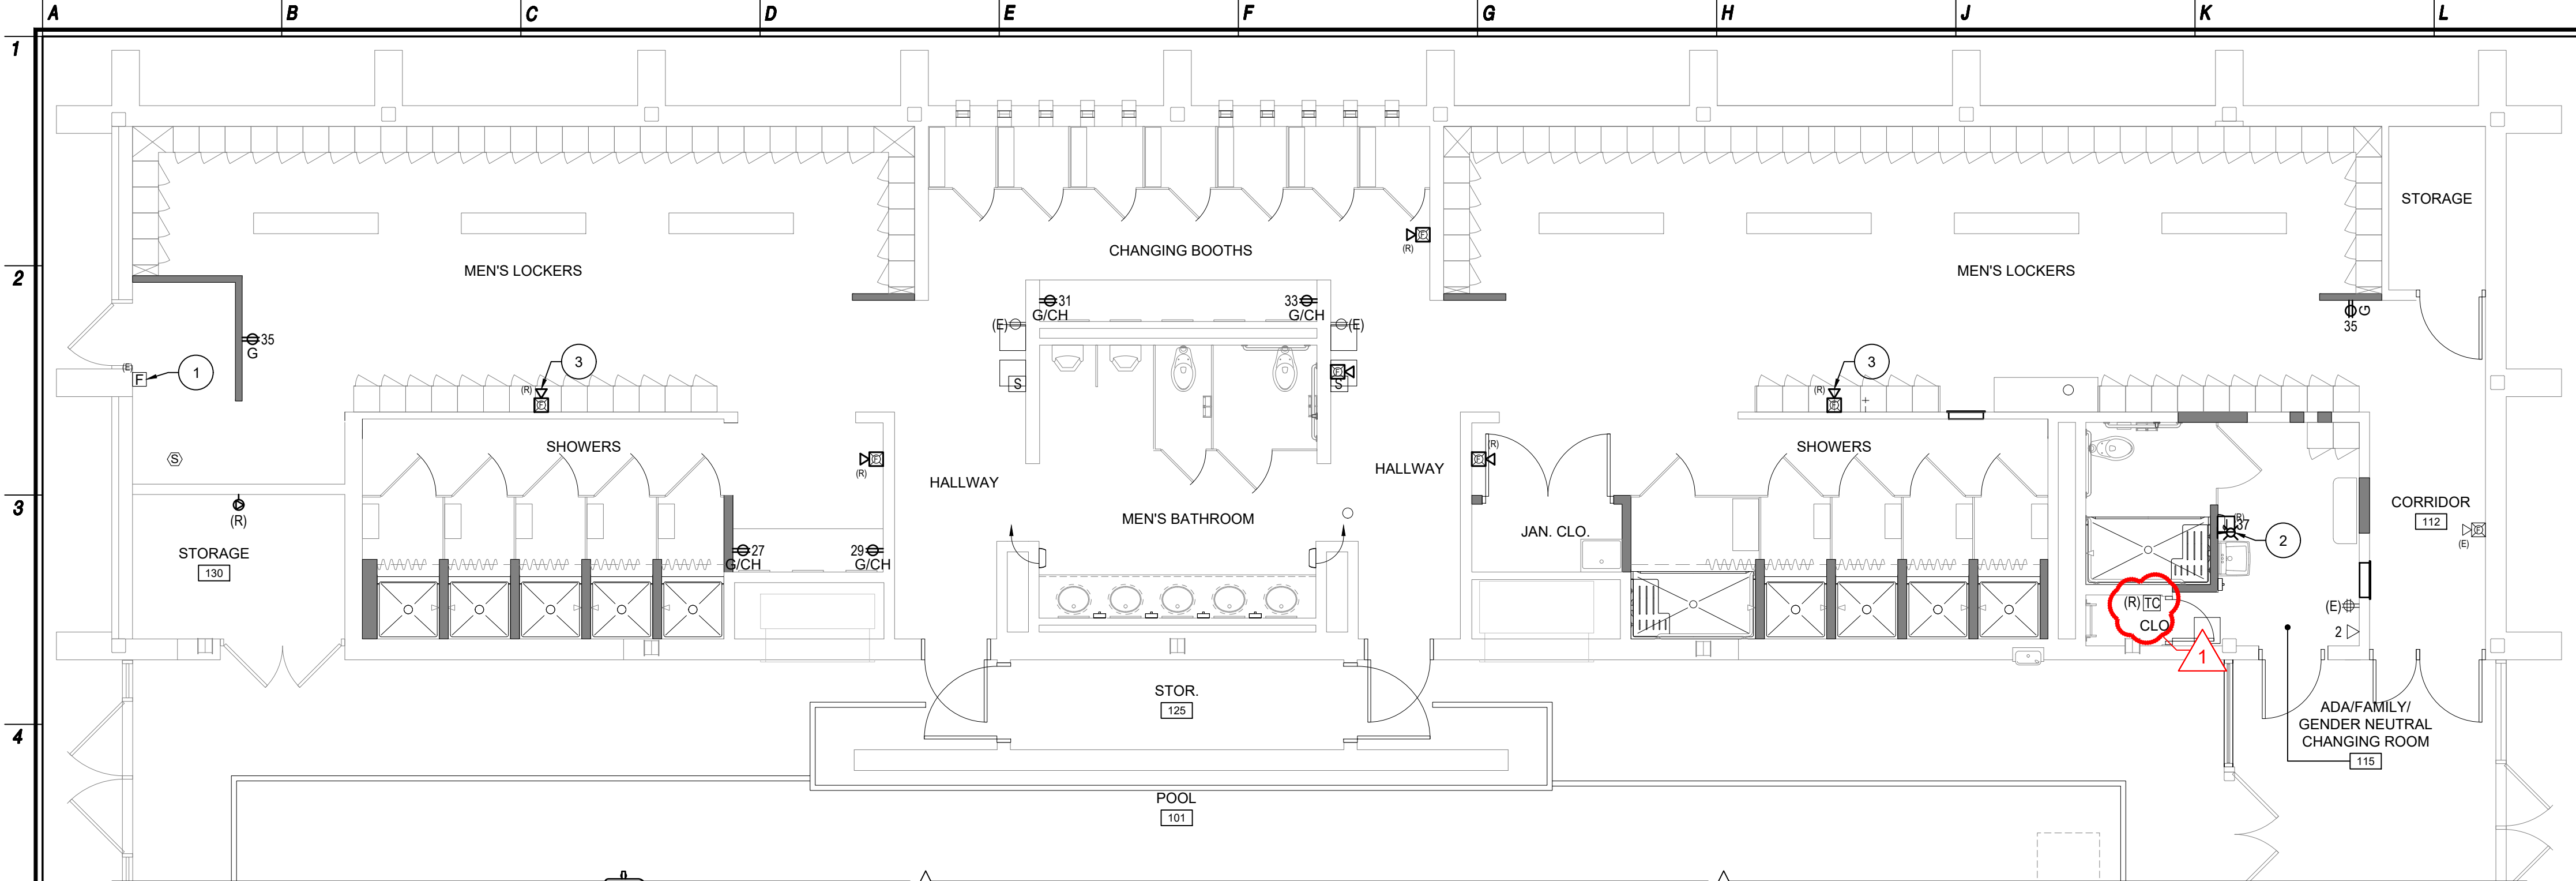 A
B
C
D
E
F
G
H
J
K
L
1
2
3
4
STORAGE
CHANGING BOOTHS
(R)
F
MEN'S LOCKERS
MEN'S LOCKERS
31
G/CH
33
G/CH
(E)
(E)
35
G
35
G
(E)
F
1
(R)
3
F
S
F
S
(R)
3
F
SHOWERS
(R)
F
HALLWAY
HALLWAY
(R)
F
SHOWERS
S
(R)
STORAGE
130
MEN'S BATHROOM
JAN. CLO.
CORRIDOR
112
(E)
F
(R)
37
2
27
G/CH
29
G/CH
(R) TC
CLO
1
(E)
2
STOR.
125
ADA/FAMILY/
GENDER NEUTRAL
CHANGING ROOM
115
POOL
101